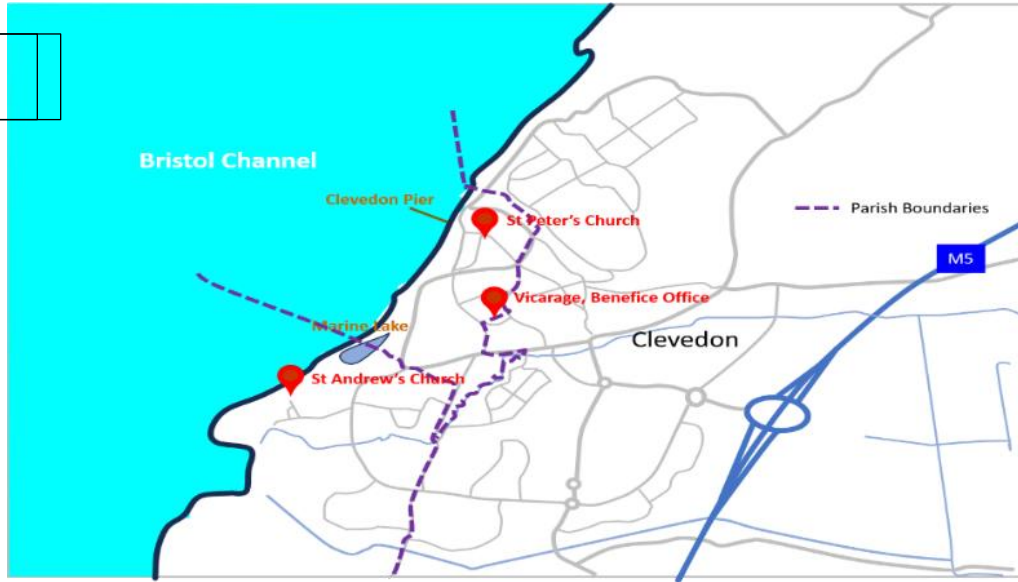 Bristol Channel
Clevedon Pier
St Peter's Church
Parish Boundaries
M5
Vicarage, Benefice Office
Marine Lake
Clevedon
St Andrew's Church